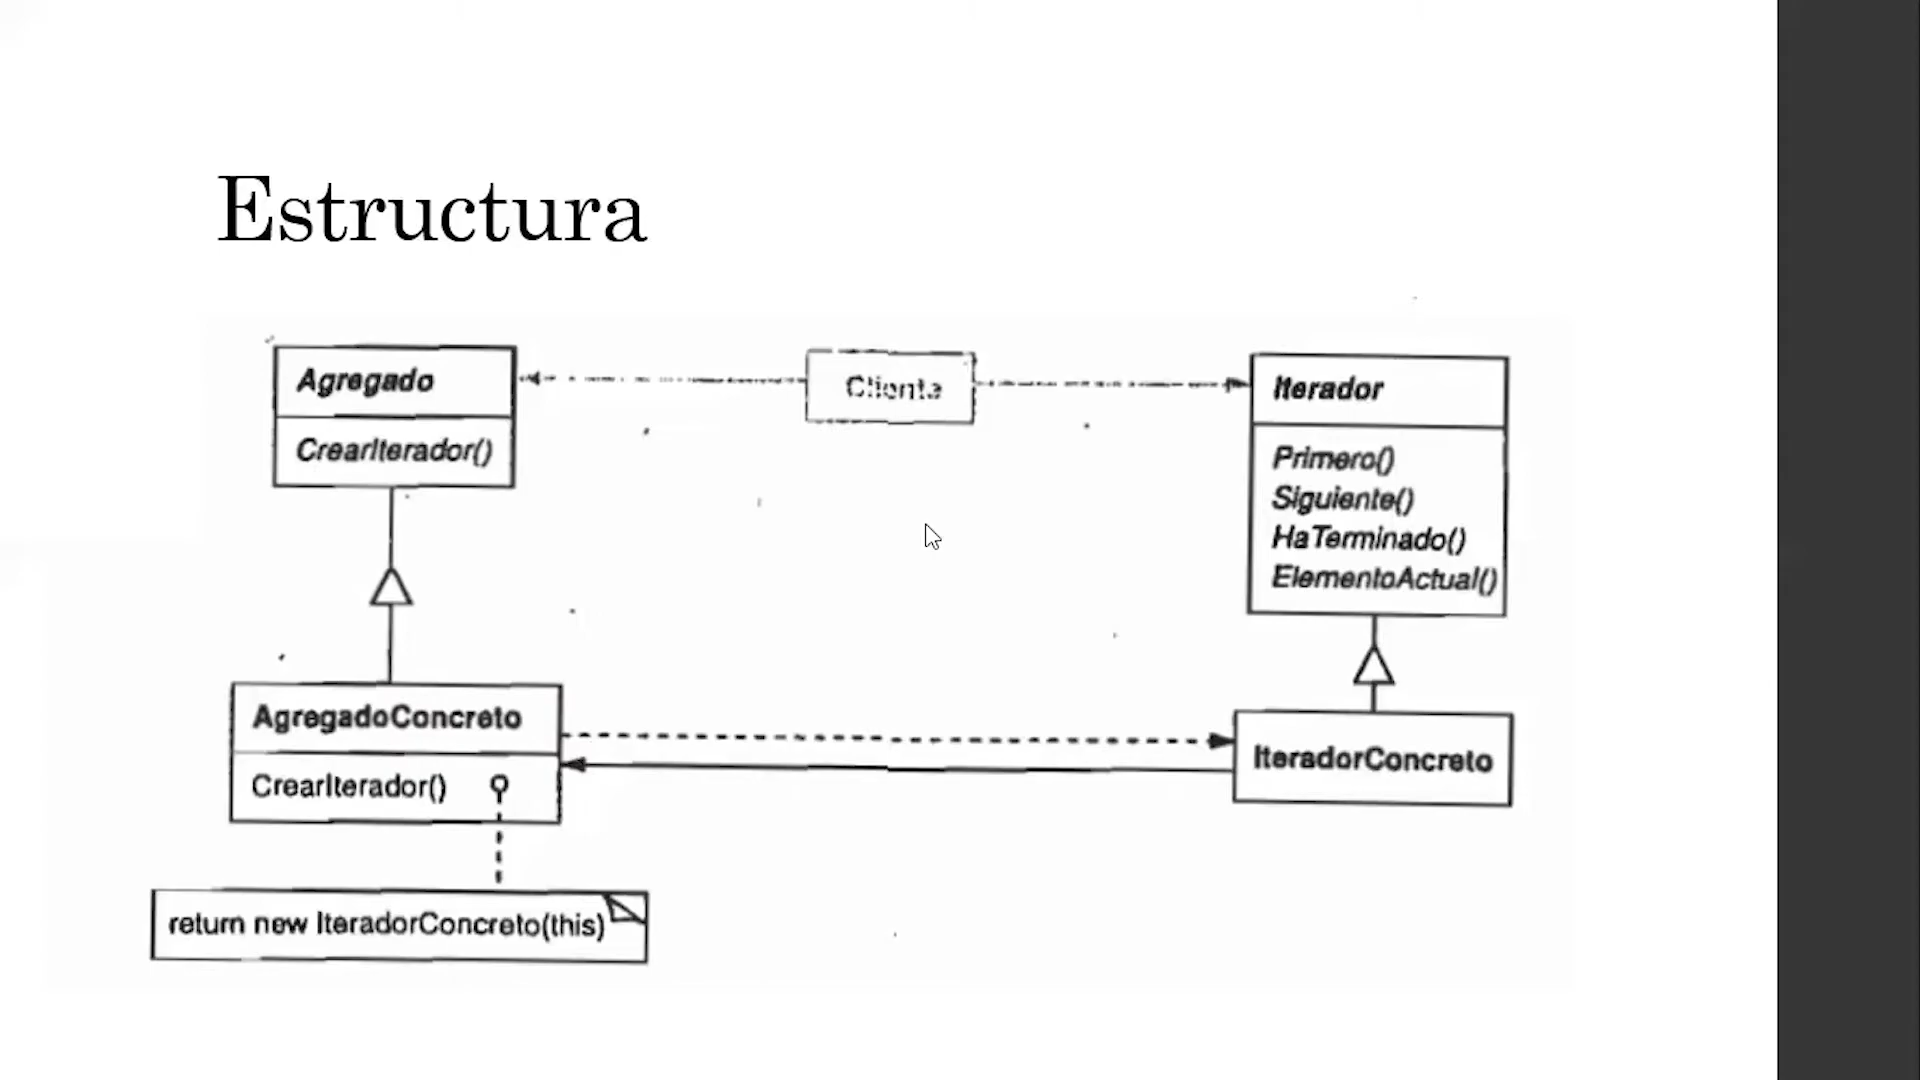 Estructura
Agregado
CrearIterador()
Cliente
Iterador
Primero()
Siguiente()
HaTerminado()
ElementoActual()
AgregadoConcreto
CrearIterador()
IteradorConcreto
return new IteradorConcreto(this)